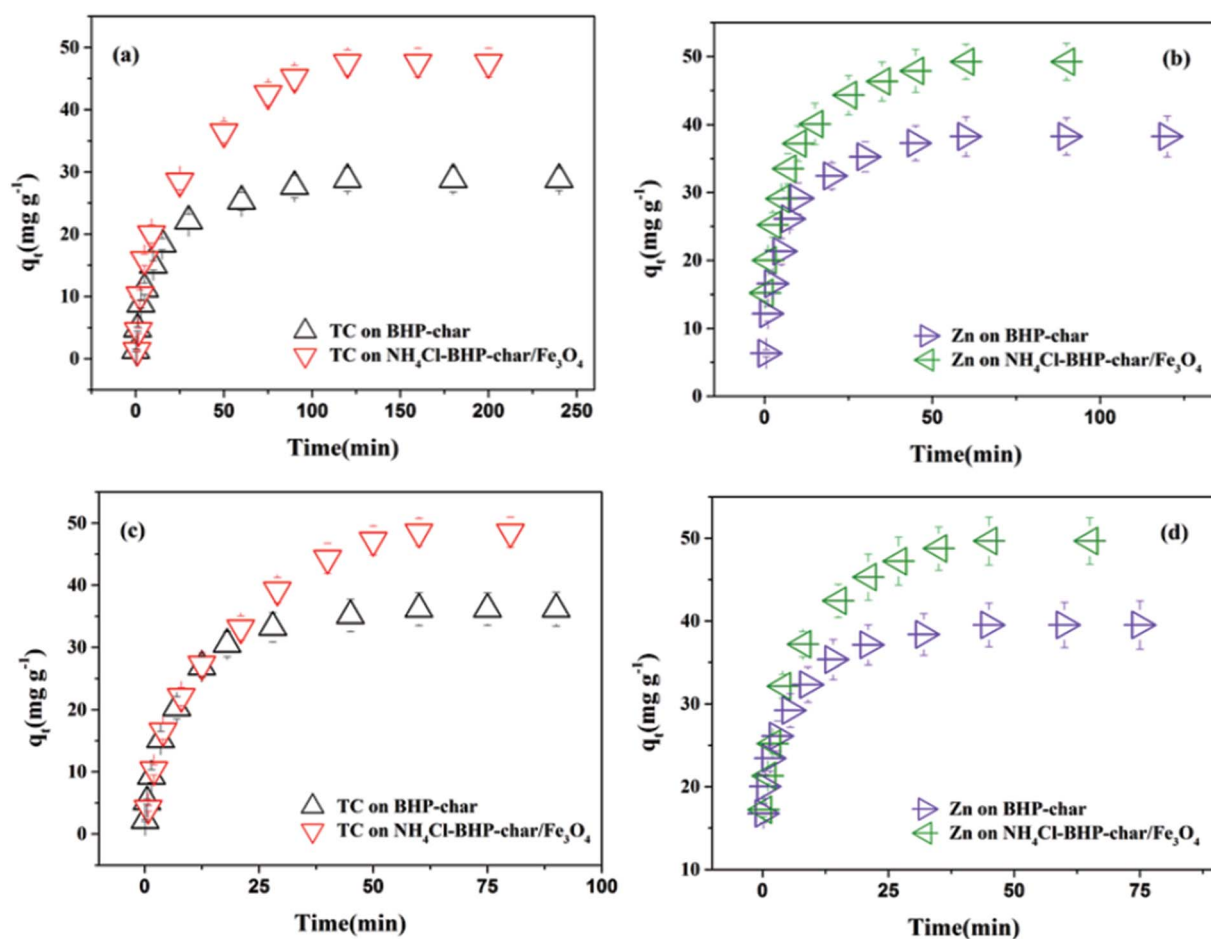 (a)
50
40
30
20
10
0
qₜ(mg g⁻¹)
TC on BHP-char
TC on NH₄Cl-BHP-char/Fe₃O₄
0 50 100 150 200 250
Time(min)
(b)
50
40
30
20
10
0
qₜ(mg g⁻¹)
Zn on BHP-char
Zn on NH₄Cl-BHP-char/Fe₃O₄
0 50 100
Time(min)
(c)
50
40
30
20
10
0
qₜ(mg g⁻¹)
TC on BHP-char
TC on NH₄Cl-BHP-char/Fe₃O₄
0 25 50 75 100
Time(min)
(d)
50
40
30
20
10
qₜ(mg g⁻¹)
Zn on BHP-char
Zn on NH₄Cl-BHP-char/Fe₃O₄
0 25 50 75
Time(min)